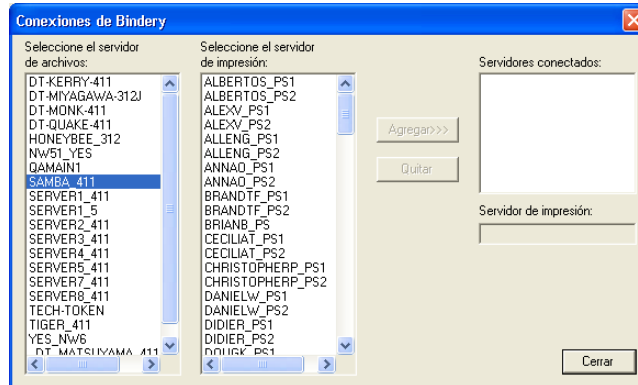 Conexiones de Bindery
Seleccione el servidor
de archivos:
DT-KERRY-411
DT-MIYAGAWA-312J
DT-MONK-411
DT-QUAKE-411
HONEYBEE_312
NW51_YES
QAMAIN1
SAMBA_411
SERVER1_411
SERVER1_5
SERVER2_411
SERVER3_411
SERVER4_411
SERVER5_411
SERVER7_411
SERVER8_411
TECH-TOKEN
TIGER_411
YES_NW6
_DT_MATSUYAMA_411
Seleccione el servidor
de impresión:
ALBERTOS_PS1
ALBERTOS_PS2
ALEXV_PS1
ALEXV_PS2
ALLENG_PS1
ALLENG_PS2
ANNAO_PS1
ANNAO_PS2
BRANDTF_PS1
BRANDTF_PS2
BRIANB_PS
CECILIAT_PS1
CECILIAT_PS2
CHRISTOPHERP_PS1
CHRISTOPHERP_PS2
DANIELW_PS1
DANIELW_PS2
DIDIER_PS1
DIDIER_PS2
DOUGK_PS1
Agregar>>>
Quitar
Servidores conectados:
Servidor de impresión:
Cerrar